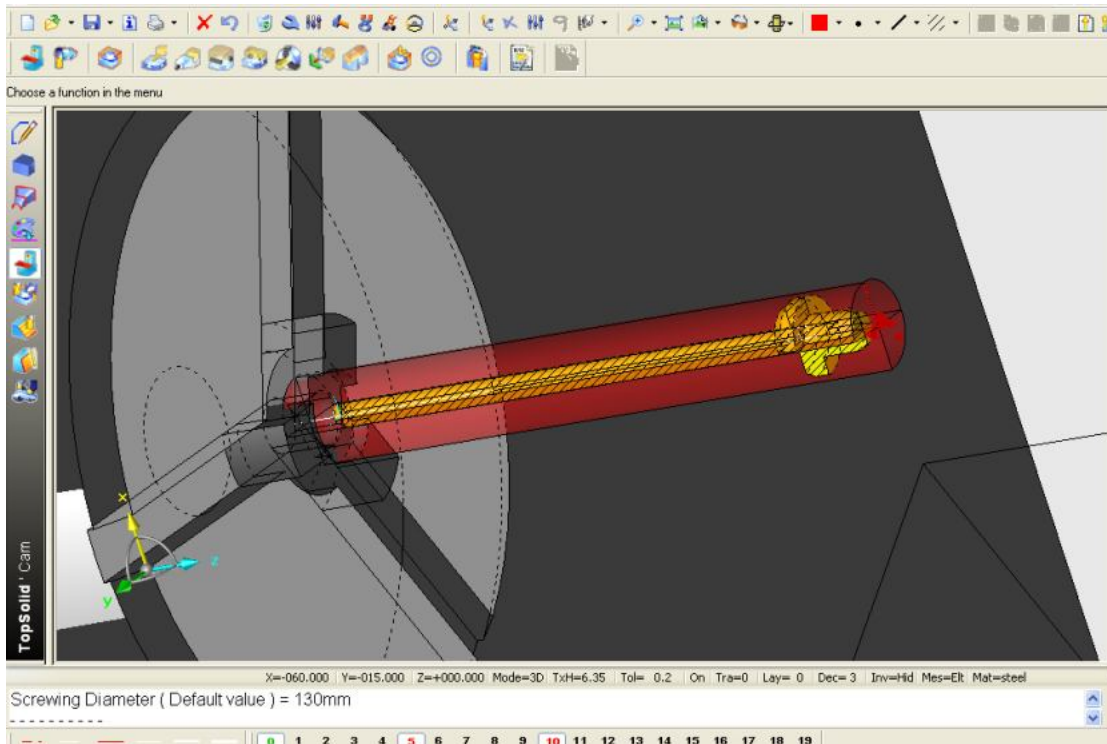 Choose a function in the menu
x
z
y
TopSolid ' Cam
X=-060.000 Y=-015.000 Z=+000.000 Mode=3D TxH=6.35 Tol= 0.2 On Tra=0 Lay= 0 Dec= 3 Inv=Hid Mes=Elt Mat=steel
Screwing Diameter ( Default value ) = 130mm
- - - - - - - - - -
0 1 2 3 4 5 6 7 8 9 10 11 12 13 14 15 16 17 18 19